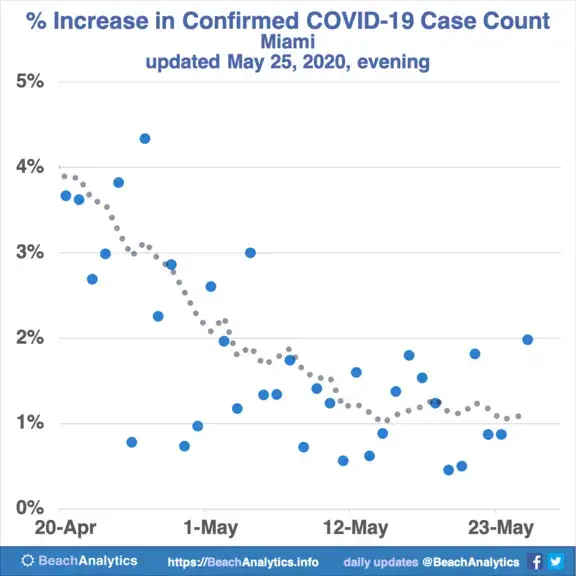 % Increase in Confirmed COVID-19 Case Count
Miami
updated May 25, 2020, evening
5%
4%
3%
2%
1%
0%
20-Apr 1-May 12-May 23-May
BeachAnalytics https://BeachAnalytics.info daily updates @BeachAnalytics